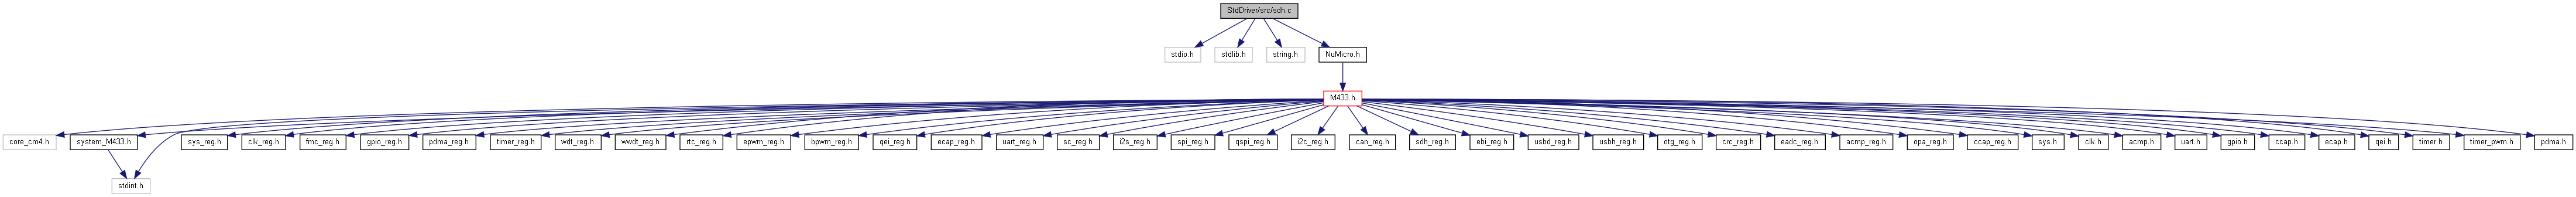 StdDriver/src/sdh.c
stdio.h
stdlib.h
string.h
NuMicro.h
M433.h
core_cm4.h
system_M433.h
sys_reg.h
clk_reg.h
fmc_reg.h
gpio_reg.h
pdma_reg.h
timer_reg.h
wdt_reg.h
wwdt_reg.h
rtc_reg.h
epwm_reg.h
bpwm_reg.h
qei_reg.h
ecap_reg.h
uart_reg.h
sc_reg.h
i2s_reg.h
spi_reg.h
qspi_reg.h
i2c_reg.h
can_reg.h
sdh_reg.h
ebi_reg.h
usbd_reg.h
usbh_reg.h
otg_reg.h
crc_reg.h
eadc_reg.h
acmp_reg.h
opa_reg.h
ccap_reg.h
sys.h
clk.h
acmp.h
uart.h
gpio.h
ccap.h
ecap.h
qei.h
timer.h
timer_pwm.h
pdma.h
stdint.h